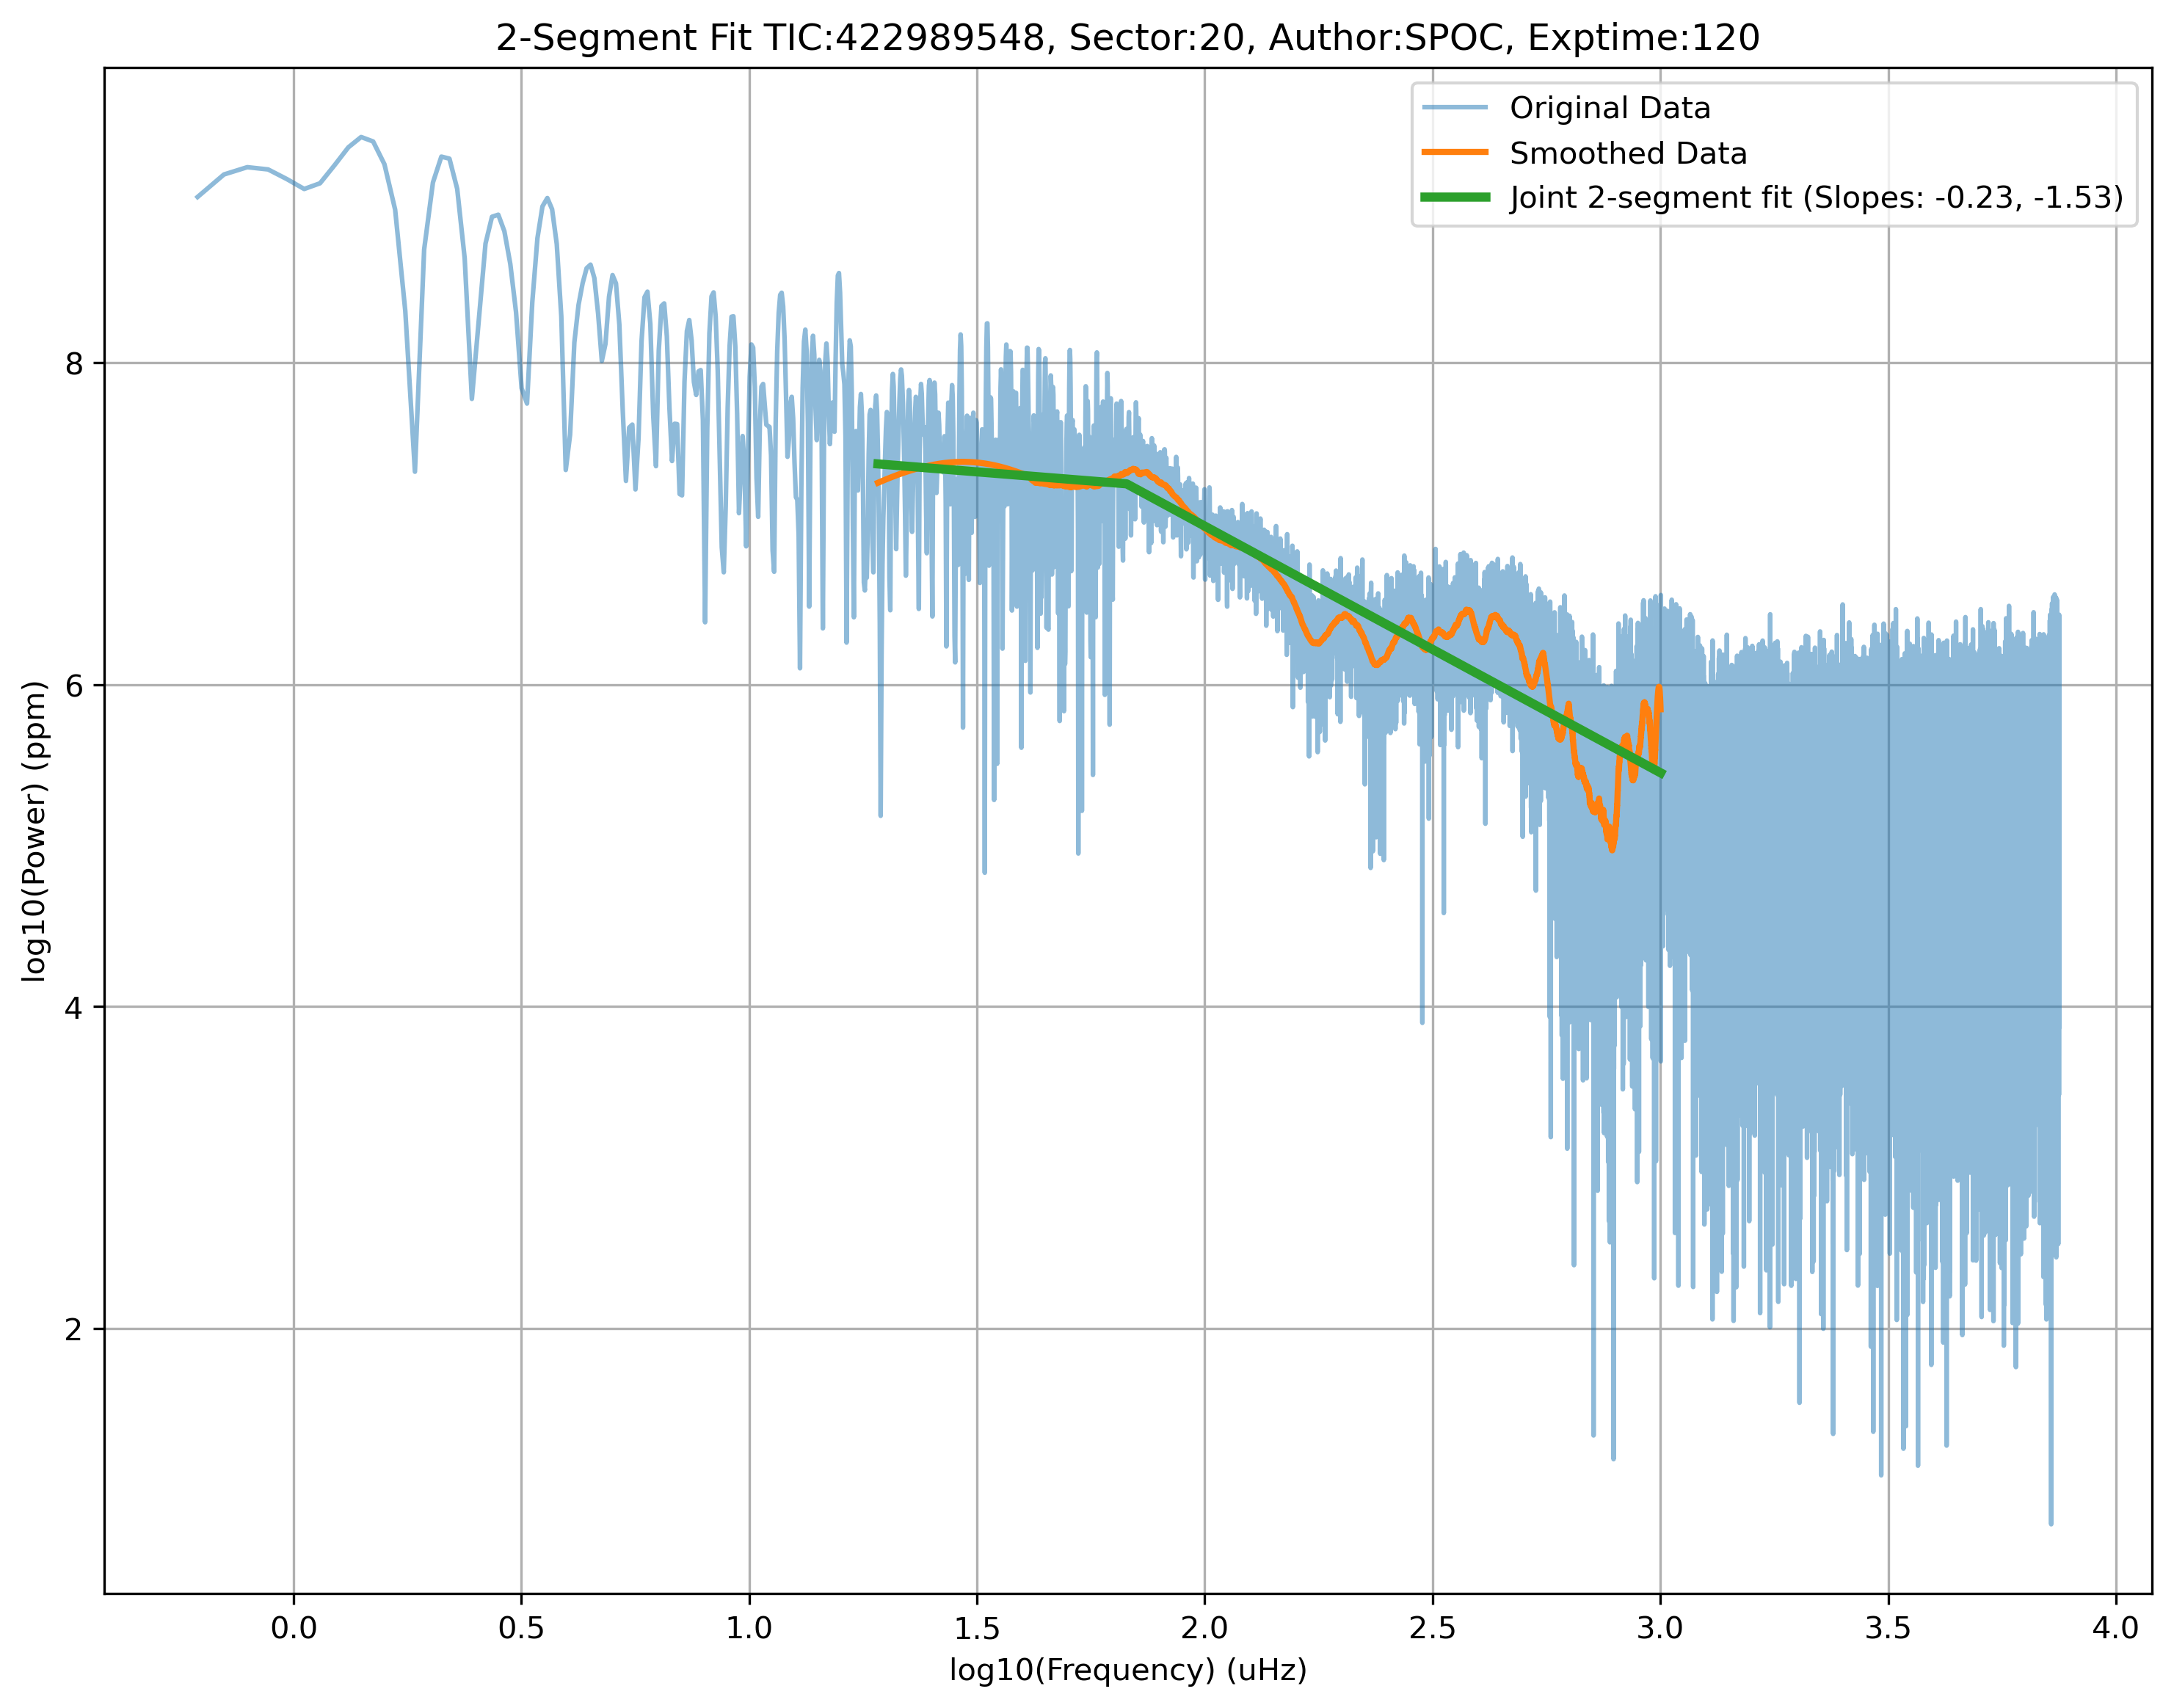 2-Segment Fit TIC:422989548, Sector:20, Author:SPOC, Exptime:120
Original Data
Smoothed Data
Joint 2-segment fit (Slopes: -0.23, -1.53)
log10(Power) (ppm)
8
6
4
2
0.0 0.5 1.0 1.5 2.0 2.5 3.0 3.5 4.0
log10(Frequency) (uHz)